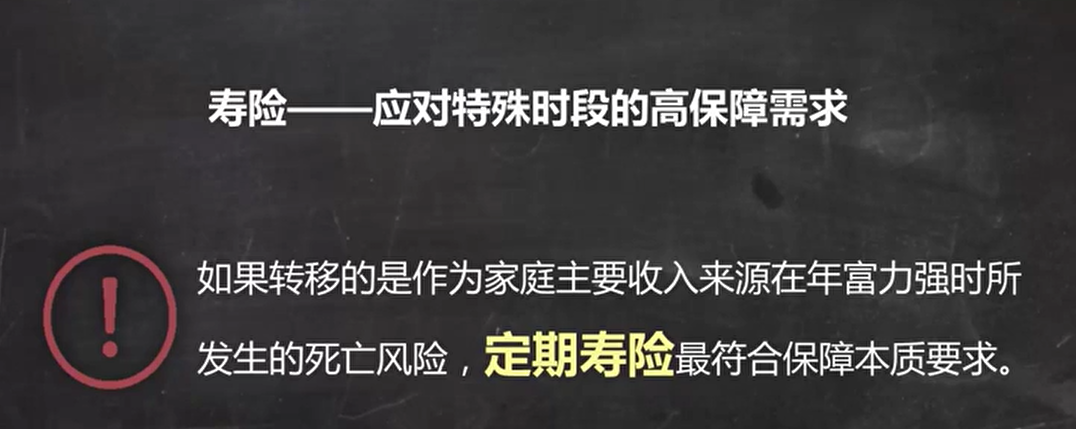 寿险——应对特殊时段的高保障需求
如果转移的是作为家庭主要收入来源在年富力强时所
发生的死亡风险，定期寿险最符合保障本质要求。